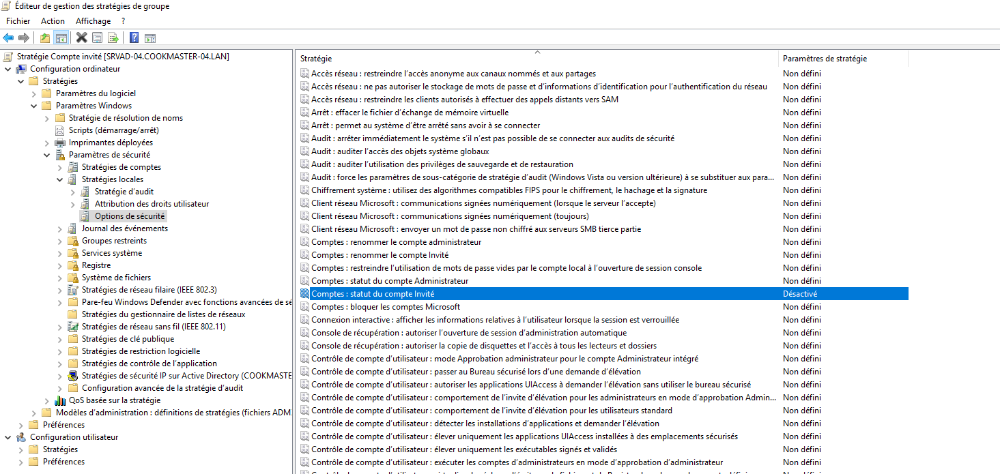 Éditeur de gestion des stratégies de groupe
Fichier Action Affichage ?
Stratégie Compte invité [SRVAD-04.COOKMASTER-04.LAN]
Configuration ordinateur
Stratégies
Paramètres du logiciel
Paramètres Windows
Stratégie de résolution de noms
Scripts (démarrage/arrêt)
Imprimantes déployées
Paramètres de sécurité
Stratégies de comptes
Stratégies locales
Stratégie d'audit
Attribution des droits utilisateur
Options de sécurité
Journal des événements
Groupes restreints
Services système
Registre
Système de fichiers
Stratégies de réseau filaire (IEEE 802.3)
Pare-feu Windows Defender avec fonctions avancées de sé
Stratégies du gestionnaire de listes de réseaux
Stratégies de réseau sans fil (IEEE 802.11)
Stratégies de clé publique
Stratégies de restriction logicielle
Stratégies de contrôle de l'application
Stratégies de sécurité IP sur Active Directory (COOKMASTE
Configuration avancée de la stratégie d'audit
QoS basée sur la stratégie
Modèles d'administration : définitions de stratégies (fichiers ADM
Préférences
Configuration utilisateur
Stratégies
Préférences
Stratégie Paramètres de stratégie
Accès réseau : restreindre l'accès anonyme aux canaux nommés et aux partages Non défini
Accès réseau : ne pas autoriser le stockage de mots de passe et d'informations d'identification pour l'authentification du réseau Non défini
Accès réseau : restreindre les clients autorisés à effectuer des appels distants vers SAM Non défini
Arrêt : effacer le fichier d'échange de mémoire virtuelle Non défini
Arrêt : permet au système d'être arrêté sans avoir à se connecter Non défini
Audit : arrêter immédiatement le système s'il n'est pas possible de se connecter aux audits de sécurité Non défini
Audit : auditer l'accès des objets système globaux Non défini
Audit : auditer l'utilisation des privilèges de sauvegarde et de restauration Non défini
Audit : force les paramètres de sous-catégorie de stratégie d'audit (Windows Vista ou version ultérieure) à se substituer aux para... Non défini
Chiffrement système : utilisez des algorithmes compatibles FIPS pour le chiffrement, le hachage et la signature Non défini
Client réseau Microsoft : communications signées numériquement (lorsque le serveur l'accepte) Non défini
Client réseau Microsoft : communications signées numériquement (toujours) Non défini
Client réseau Microsoft : envoyer un mot de passe non chiffré aux serveurs SMB tierce partie Non défini
Comptes : renommer le compte administrateur Non défini
Comptes : renommer le compte Invité Non défini
Comptes : restreindre l'utilisation de mots de passe vides par le compte local à l'ouverture de session console Non défini
Comptes : statut du compte Administrateur Non défini
Comptes : statut du compte Invité Désactivé
Comptes : bloquer les comptes Microsoft Non défini
Connexion interactive : afficher les informations relatives à l'utilisateur lorsque la session est verrouillée Non défini
Console de récupération : autoriser l'ouverture de session d'administration automatique Non défini
Console de récupération : autoriser la copie de disquettes et l'accès à tous les lecteurs et dossiers Non défini
Contrôle de compte d'utilisateur : mode Approbation administrateur pour le compte Administrateur intégré Non défini
Contrôle de compte d'utilisateur : passer au Bureau sécurisé lors d'une demande d'élévation Non défini
Contrôle de compte d'utilisateur : autoriser les applications UIAccess à demander l'élévation sans utiliser le bureau sécurisé Non défini
Contrôle de compte d'utilisateur : comportement de l'invite d'élévation pour les administrateurs en mode d'approbation Admin... Non défini
Contrôle de compte d'utilisateur : comportement de l'invite d'élévation pour les utilisateurs standard Non défini
Contrôle de compte d'utilisateur : détecter les installations d'applications et demander l'élévation Non défini
Contrôle de compte d'utilisateur : élever uniquement les applications UIAccess installées à des emplacements sécurisés Non défini
Contrôle de compte d'utilisateur : élever uniquement les exécutables signés et validés Non défini
Contrôle de compte d'utilisateur : exécuter les comptes d'administrateurs en mode d'approbation d'administrateur Non défini